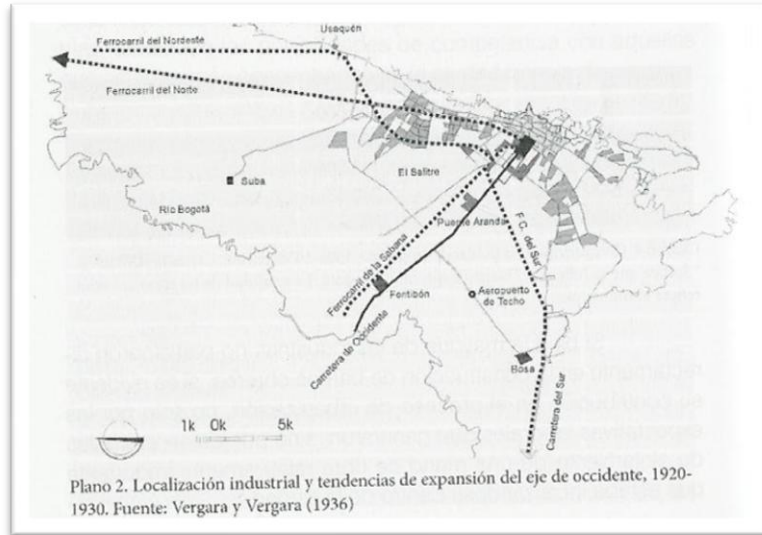 Ferrocarril del Nordeste
Usaquén
Ferrocarril del Norte
Suba
El Salitre
Río Bogotá
Puente Aranda
F.C. del Sur
Ferrocarril de la Sabana
Fontibón
Aeropuerto
de Techo
Carretera de Occidente
Bosa
Carretera del Sur
1k 0k 5k
Plano 2. Localización industrial y tendencias de expansión del eje de occidente, 1920-
1930. Fuente: Vergara y Vergara (1936)